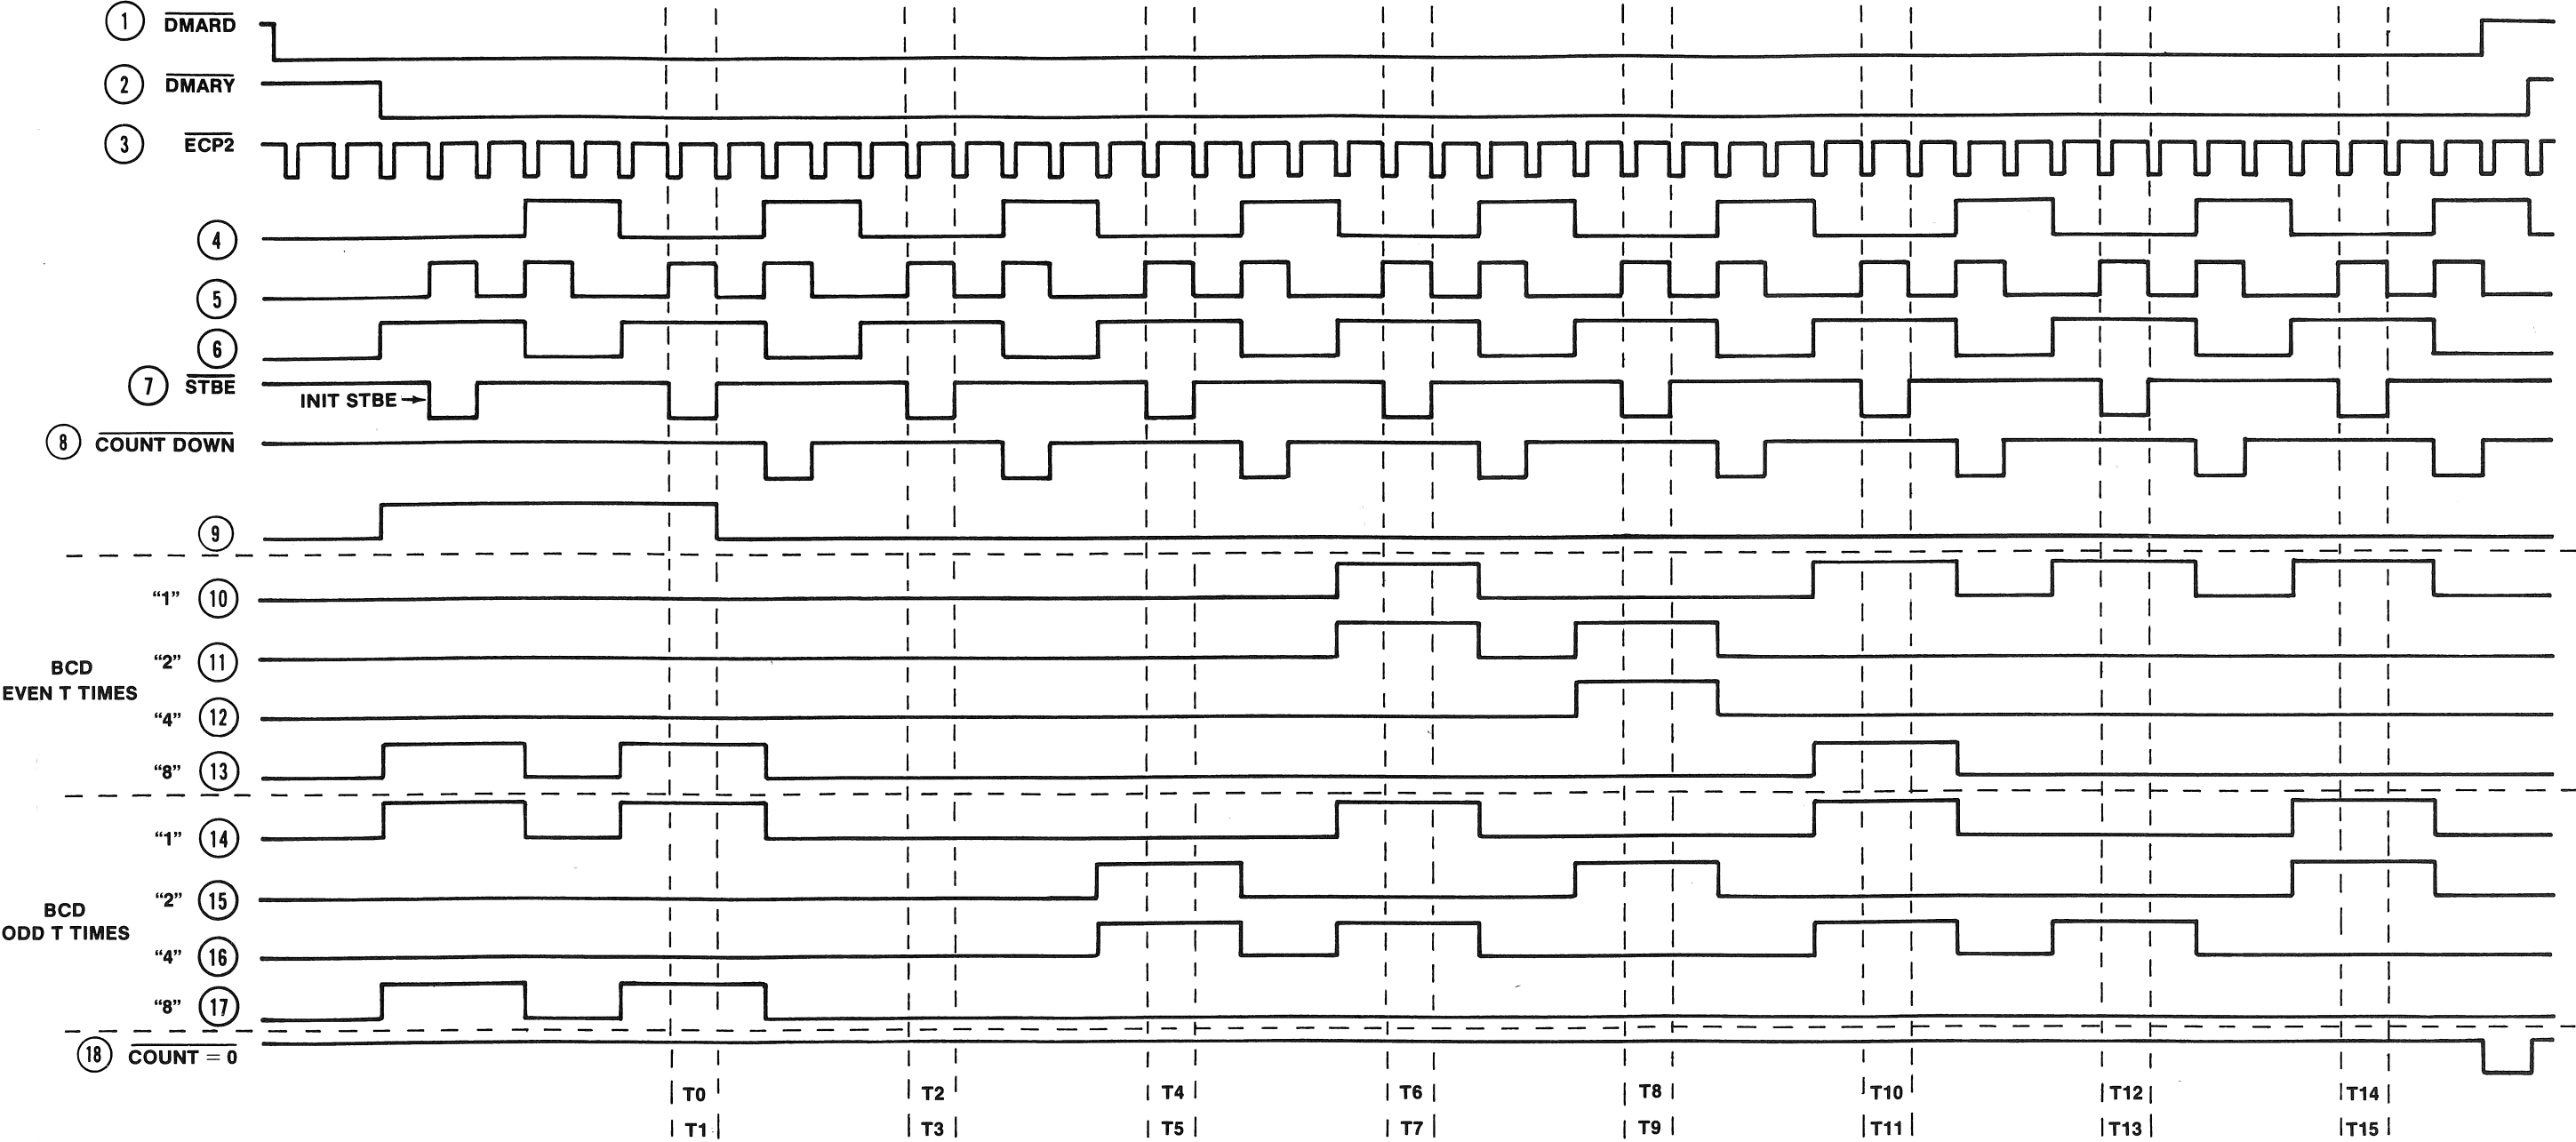 1 DMARD
2 DMARY
3 ECP2
4
5
6
7 STBE
INIT STBE→
8 COUNT DOWN
9
"1" 10
"2" 11
BCD
EVEN T TIMES
"4" 12
"8" 13
"1" 14
"2" 15
BCD
ODD T TIMES
"4" 16
"8" 17
18 COUNT = 0
T0 T2 T4 T6 T8 T10 T12 T14
T1 T3 T5 T7 T9 T11 T13 T15